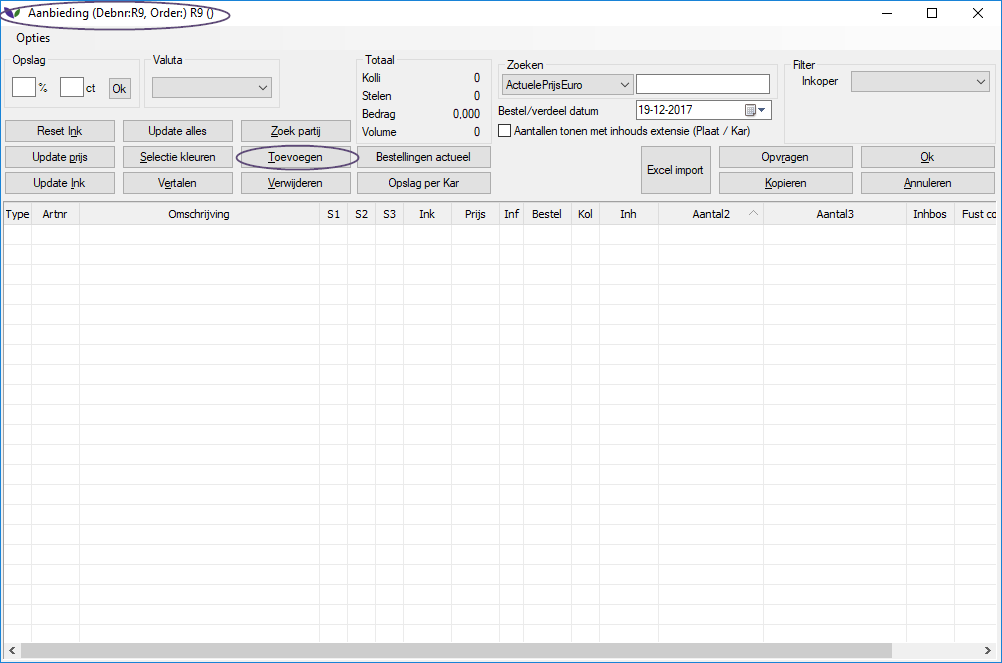 Aanbieding (Debnr:R9, Order:) R9 ()
Opties
Opslag
% ct Ok
Valuta
Totaal
Kolli 0
Stelen 0
Bedrag 0,000
Volume 0
Zoeken
ActuelePrijsEuro
Bestel/verdeel datum 19-12-2017
Aantallen tonen met inhouds extensie (Plaat / Kar)
Filter
Inkoper
Reset Ink Update alles Zoek partij
Update prijs Selectie kleuren Toevoegen Bestellingen actueel
Update Ink Vertalen Verwijderen Opslag per Kar
Excel import
Opvragen Ok
Kopieren Annuleren
Type Artnr Omschrijving S1 S2 S3 Ink Prijs Inf Bestel Kol Inh Aantal2 Aantal3 Inhbos Fust co